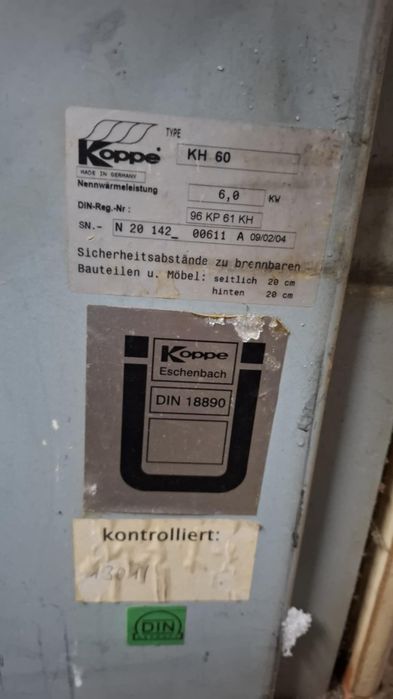 TYPE
Koppe KH 60
MADE IN GERMANY
Nennwärmeleistung 6,0 KW
DIN-Reg.-Nr: 96 KP 61 KH
SN.- N 20 142_ 00611 A 09/02/04
Sicherheitsabstände zu brennbaren
Bauteilen u. Möbel: seitlich 20 cm
hinten 20 cm
Koppe
Eschenbach
DIN 18890
kontrolliert:
DIN